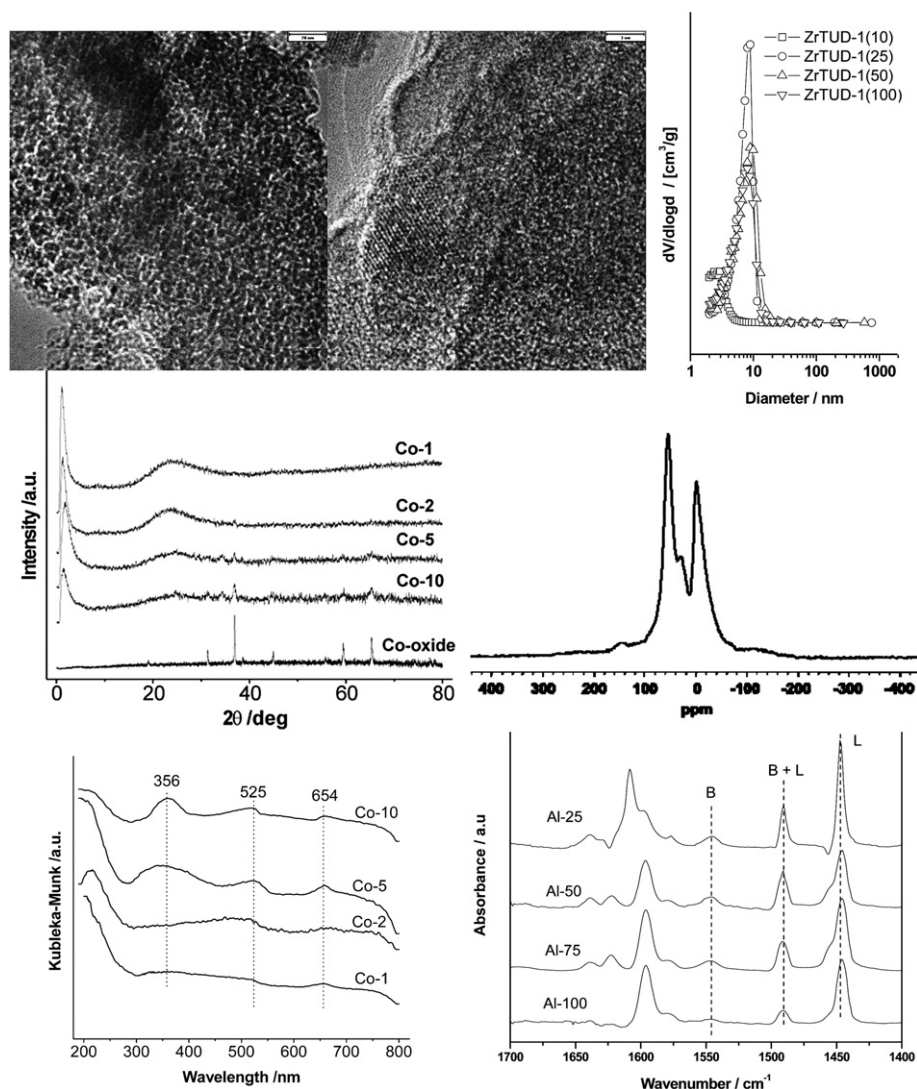 ZrTUD-1(10)
ZrTUD-1(25)
ZrTUD-1(50)
ZrTUD-1(100)
dV/dlogd / [cm³/g]
1 10 100 1000
Diameter / nm
Co-1
Co-2
Co-5
Co-10
Co-oxide
Intensity /a.u.
0 20 40 60 80
2θ /deg
400 300 200 100 0 -100 -200 -300 -400
ppm
356 525 654
Co-10
Co-5
Co-2
Co-1
Kubleka-Munk /a.u.
200 300 400 500 600 700 800
Wavelength /nm
L
B B + L
Al-25
Al-50
Al-75
Al-100
Absorbance / a.u
1700 1650 1600 1550 1500 1450 1400
Wavenumber / cm⁻¹